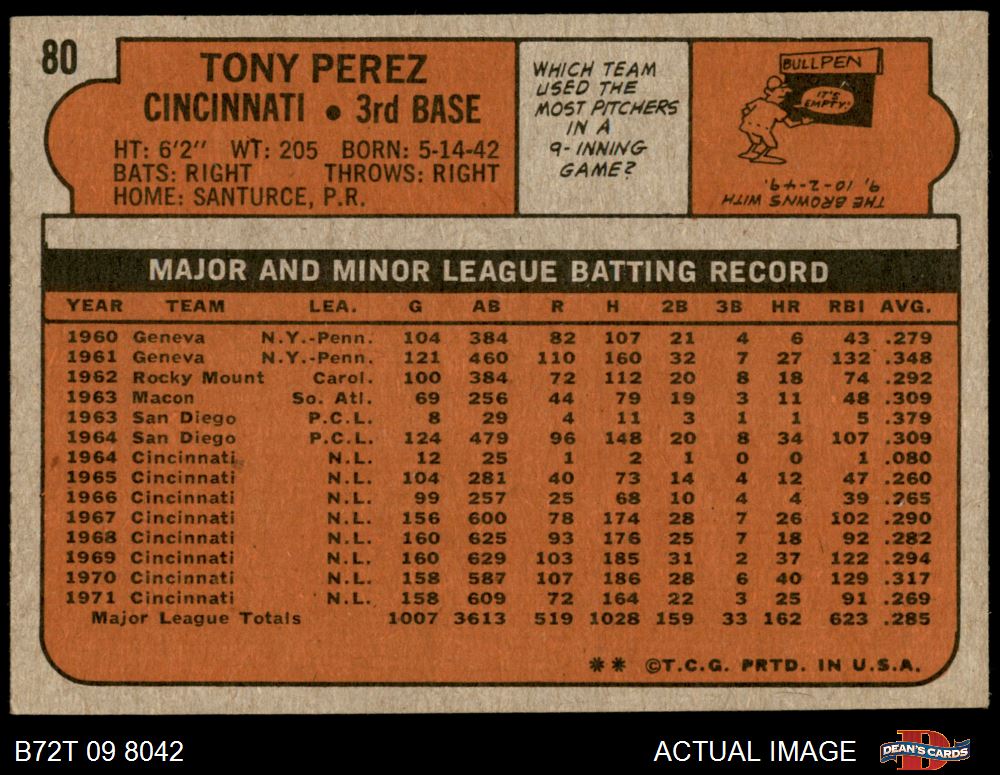 80
TONY PEREZ
CINCINNATI • 3rd BASE
HT: 6'2" WT: 205 BORN: 5-14-42
BATS: RIGHT THROWS: RIGHT
HOME: SANTURCE, P.R.
WHICH TEAM
USED THE
MOST PITCHERS
IN A
9-INNING
GAME?
BULLPEN
IT'S
EMPTY!
THE BROWNS WITH
9, 10-2-49.
MAJOR AND MINOR LEAGUE BATTING RECORD
YEAR TEAM LEA. G AB R H 2B 3B HR RBI AVG.
1960 Geneva N.Y.-Penn. 104 384 82 107 21 4 6 43 .279
1961 Geneva N.Y.-Penn. 121 460 110 160 32 7 27 132 .348
1962 Rocky Mount Carol. 100 384 72 112 20 8 18 74 .292
1963 Macon So. Atl. 69 256 44 79 19 3 11 48 .309
1963 San Diego P.C.L. 8 29 4 11 3 1 1 5 .379
1964 San Diego P.C.L. 124 479 96 148 20 8 34 107 .309
1964 Cincinnati N.L. 12 25 1 2 1 0 0 1 .080
1965 Cincinnati N.L. 104 281 40 73 14 4 12 47 .260
1966 Cincinnati N.L. 99 257 25 68 10 4 4 39 .265
1967 Cincinnati N.L. 156 600 78 174 28 7 26 102 .290
1968 Cincinnati N.L. 160 625 93 176 25 7 18 92 .282
1969 Cincinnati N.L. 160 629 103 185 31 2 37 122 .294
1970 Cincinnati N.L. 158 587 107 186 28 6 40 129 .317
1971 Cincinnati N.L. 158 609 72 164 22 3 25 91 .269
Major League Totals 1007 3613 519 1028 159 33 162 623 .285
** ©T.C.G. PRTD. IN U.S.A.
B72T 09 8042
ACTUAL IMAGE
DEAN'S CARDS